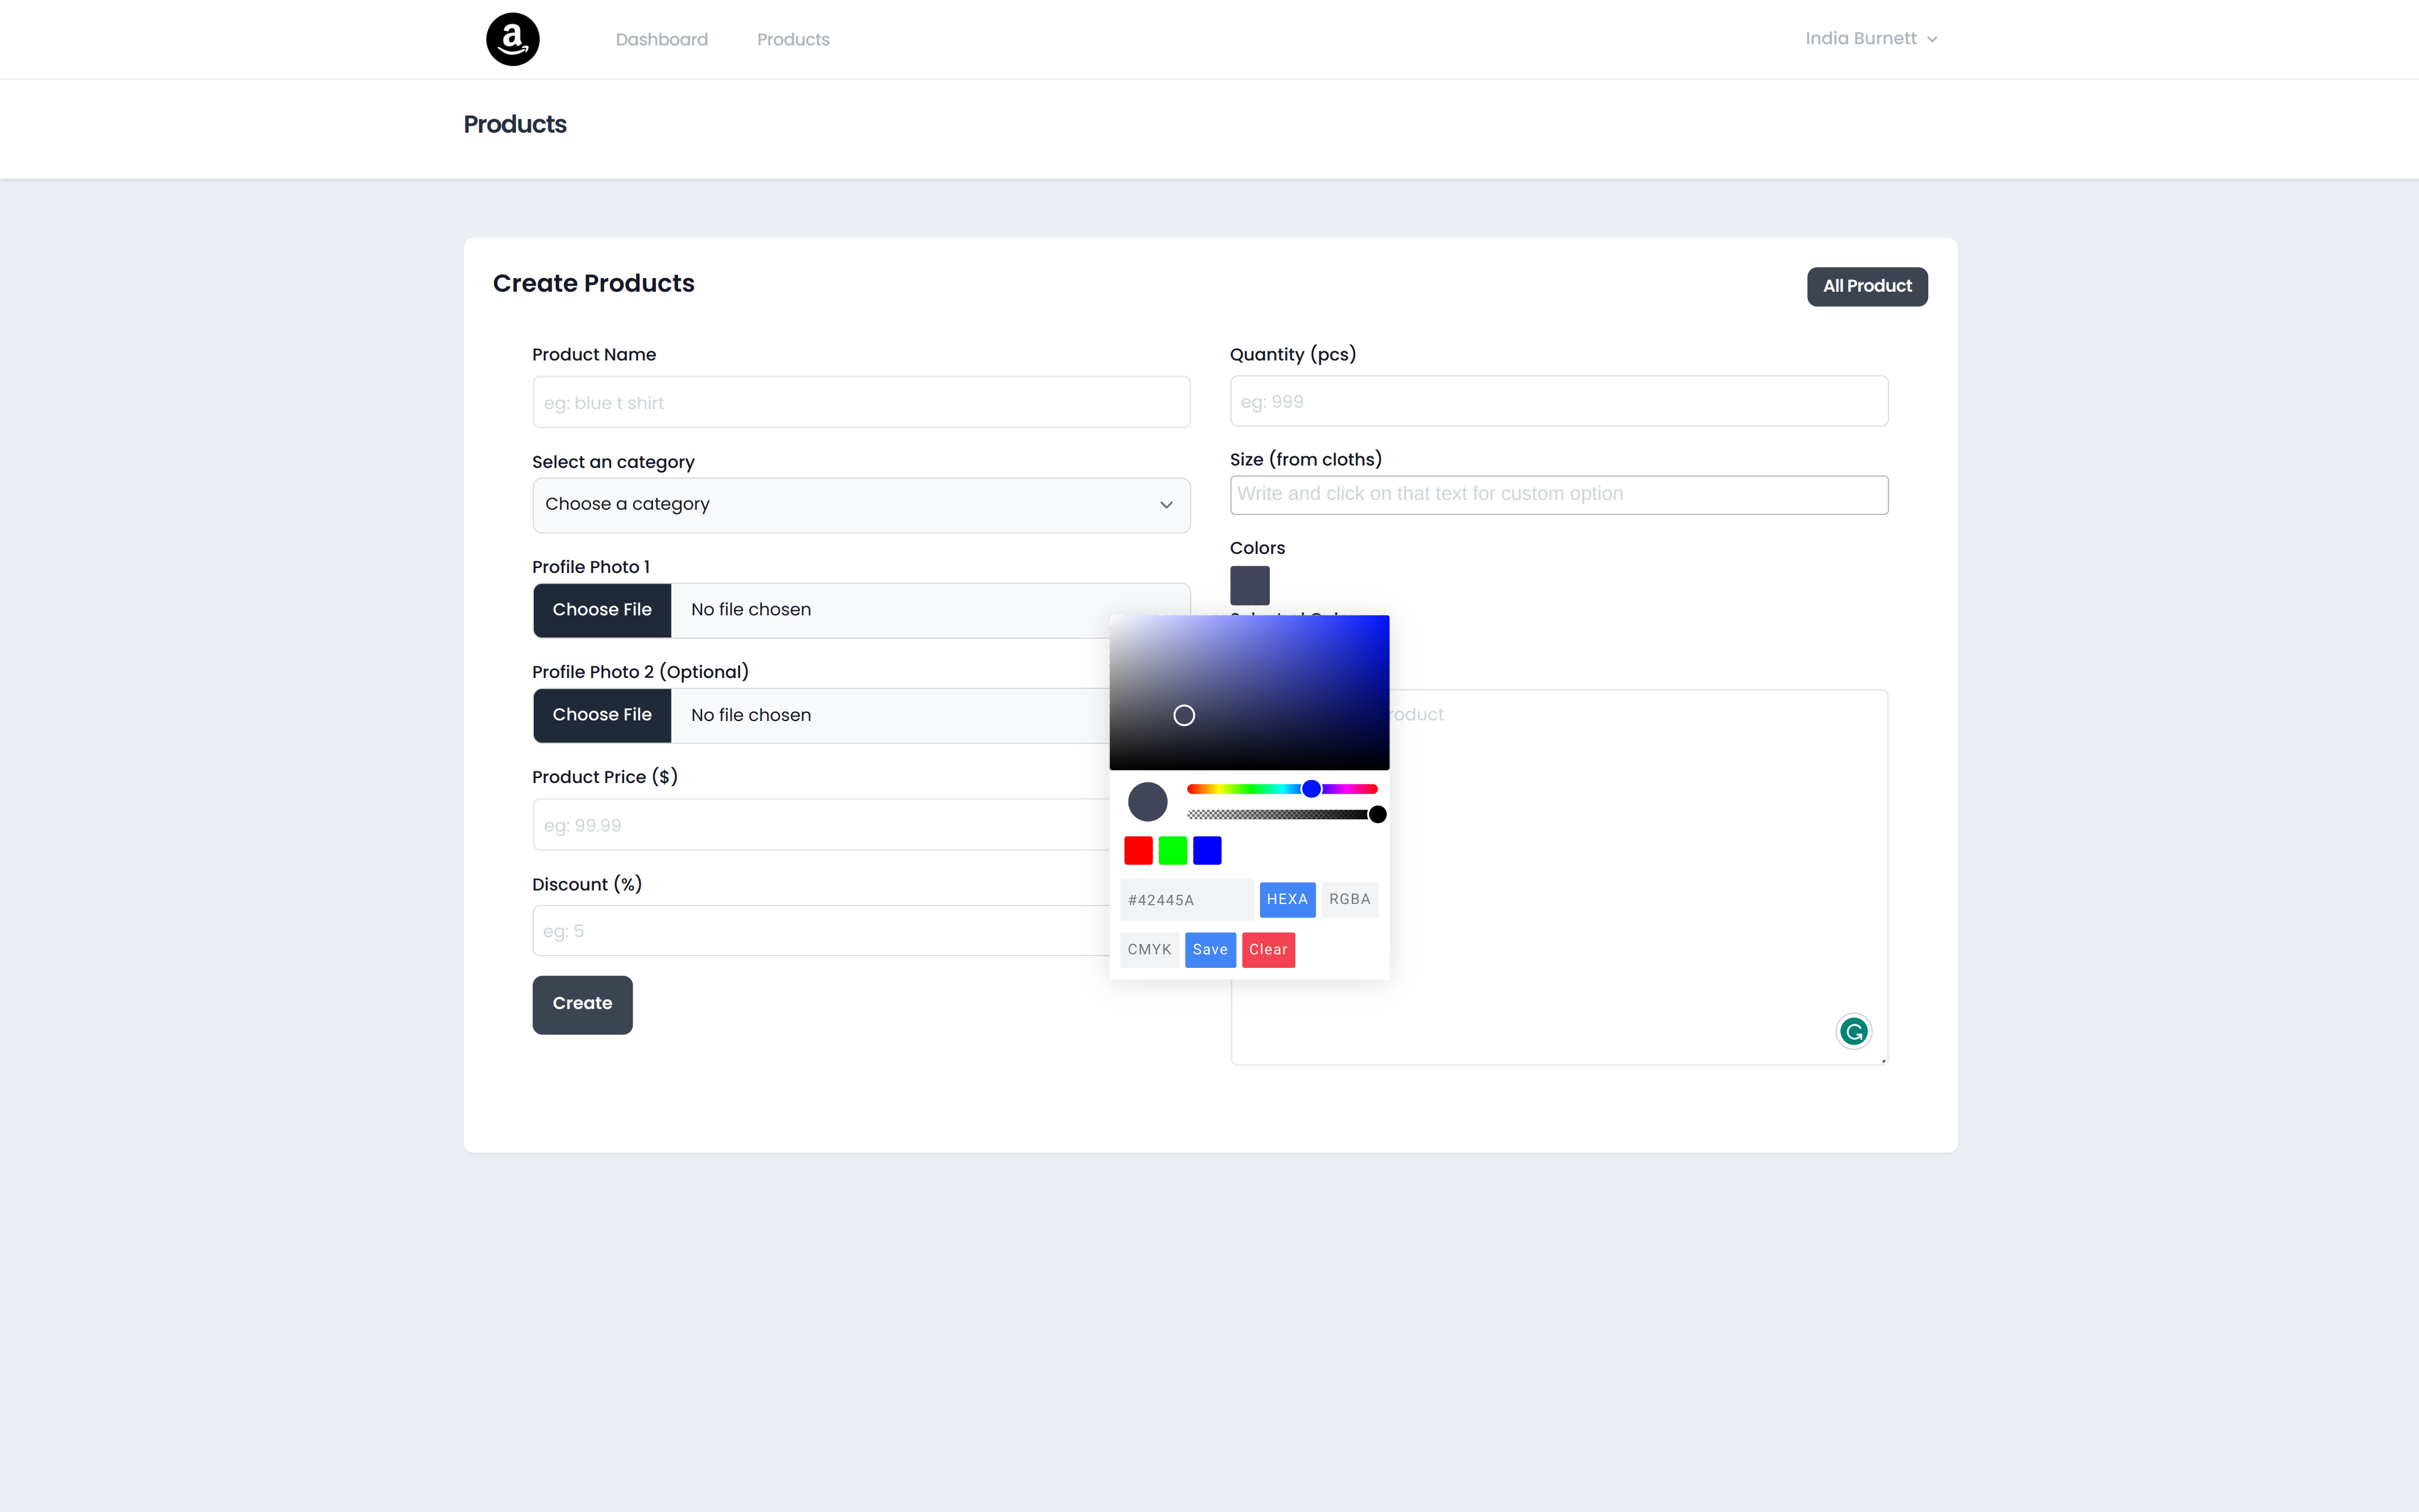 Dashboard
Products
India Burnett
Products
Create Products
All Product
Product Name
eg: blue t shirt
Select an category
Choose a category
Profile Photo 1
Choose File
No file chosen
Profile Photo 2 (Optional)
Choose File
No file chosen
Product Price ($)
eg: 99.99
Discount (%)
eg: 5
Create
Quantity (pcs)
eg: 999
Size (from cloths)
Write and click on that text for custom option
Colors
#42445A
HEXA
RGBA
CMYK
Save
Clear